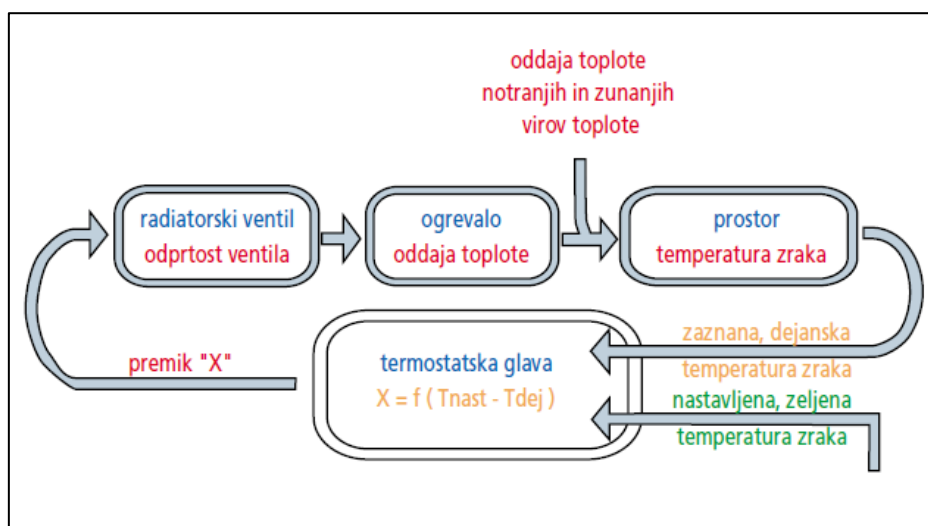 oddaja toplote
notranjih in zunanjih
virov toplote
radiatorski ventil
odprtost ventila
ogrevalo
oddaja toplote
prostor
temperatura zraka
premik "X"
termostatska glava
X = f ( Tnast - Tdej )
zaznana, dejanska
temperatura zraka
nastavljena, zeljena
temperatura zraka